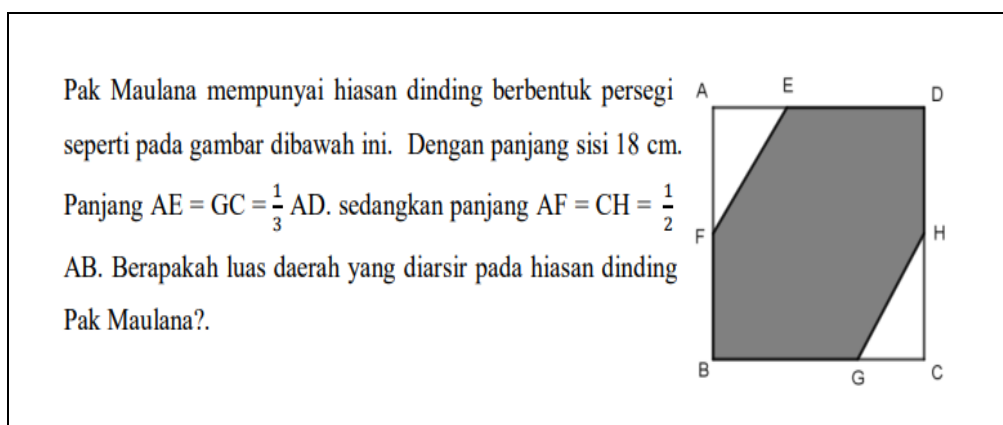 Pak Maulana mempunyai hiasan dinding berbentuk persegi
seperti pada gambar dibawah ini. Dengan panjang sisi 18 cm.
Panjang AE = GC = 1/3 AD. sedangkan panjang AF = CH = 1/2
AB. Berapakah luas daerah yang diarsir pada hiasan dinding
Pak Maulana?.
A E D
F H
B G C